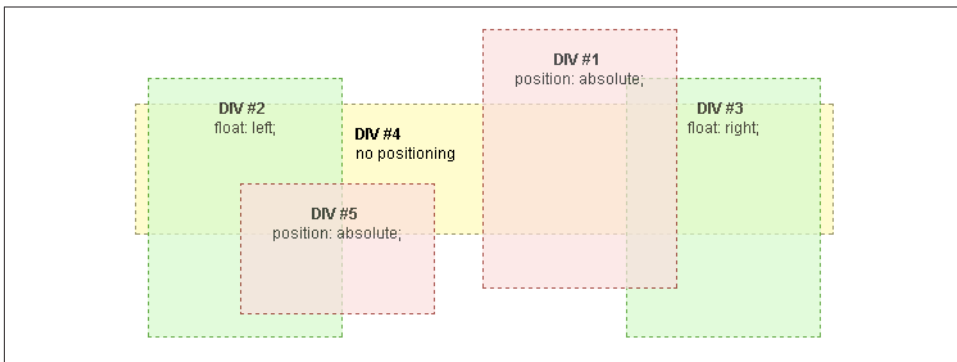 DIV #1
position: absolute;
DIV #2
float: left;
DIV #3
float: right;
DIV #4
no positioning
DIV #5
position: absolute;